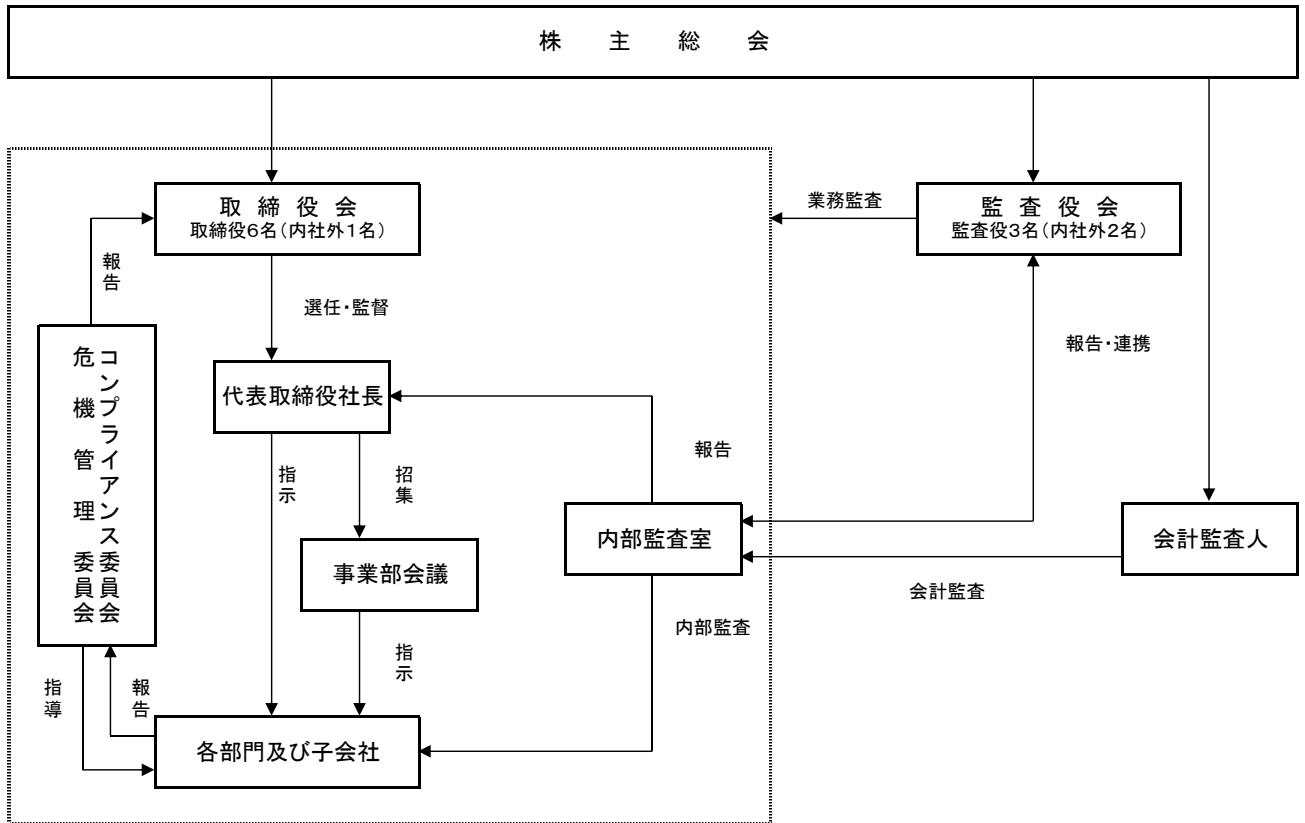 株主総会
取締役会
取締役6名(内社外1名)
業務監査
監査役会
監査役3名(内社外2名)
報告
選任・監督
報告・連携
コンプライアンス委員会
危機管理委員会
代表取締役社長
指示
招集
報告
内部監査室
会計監査人
事業部会議
会計監査
内部監査
指示
指導
報告
各部門及び子会社